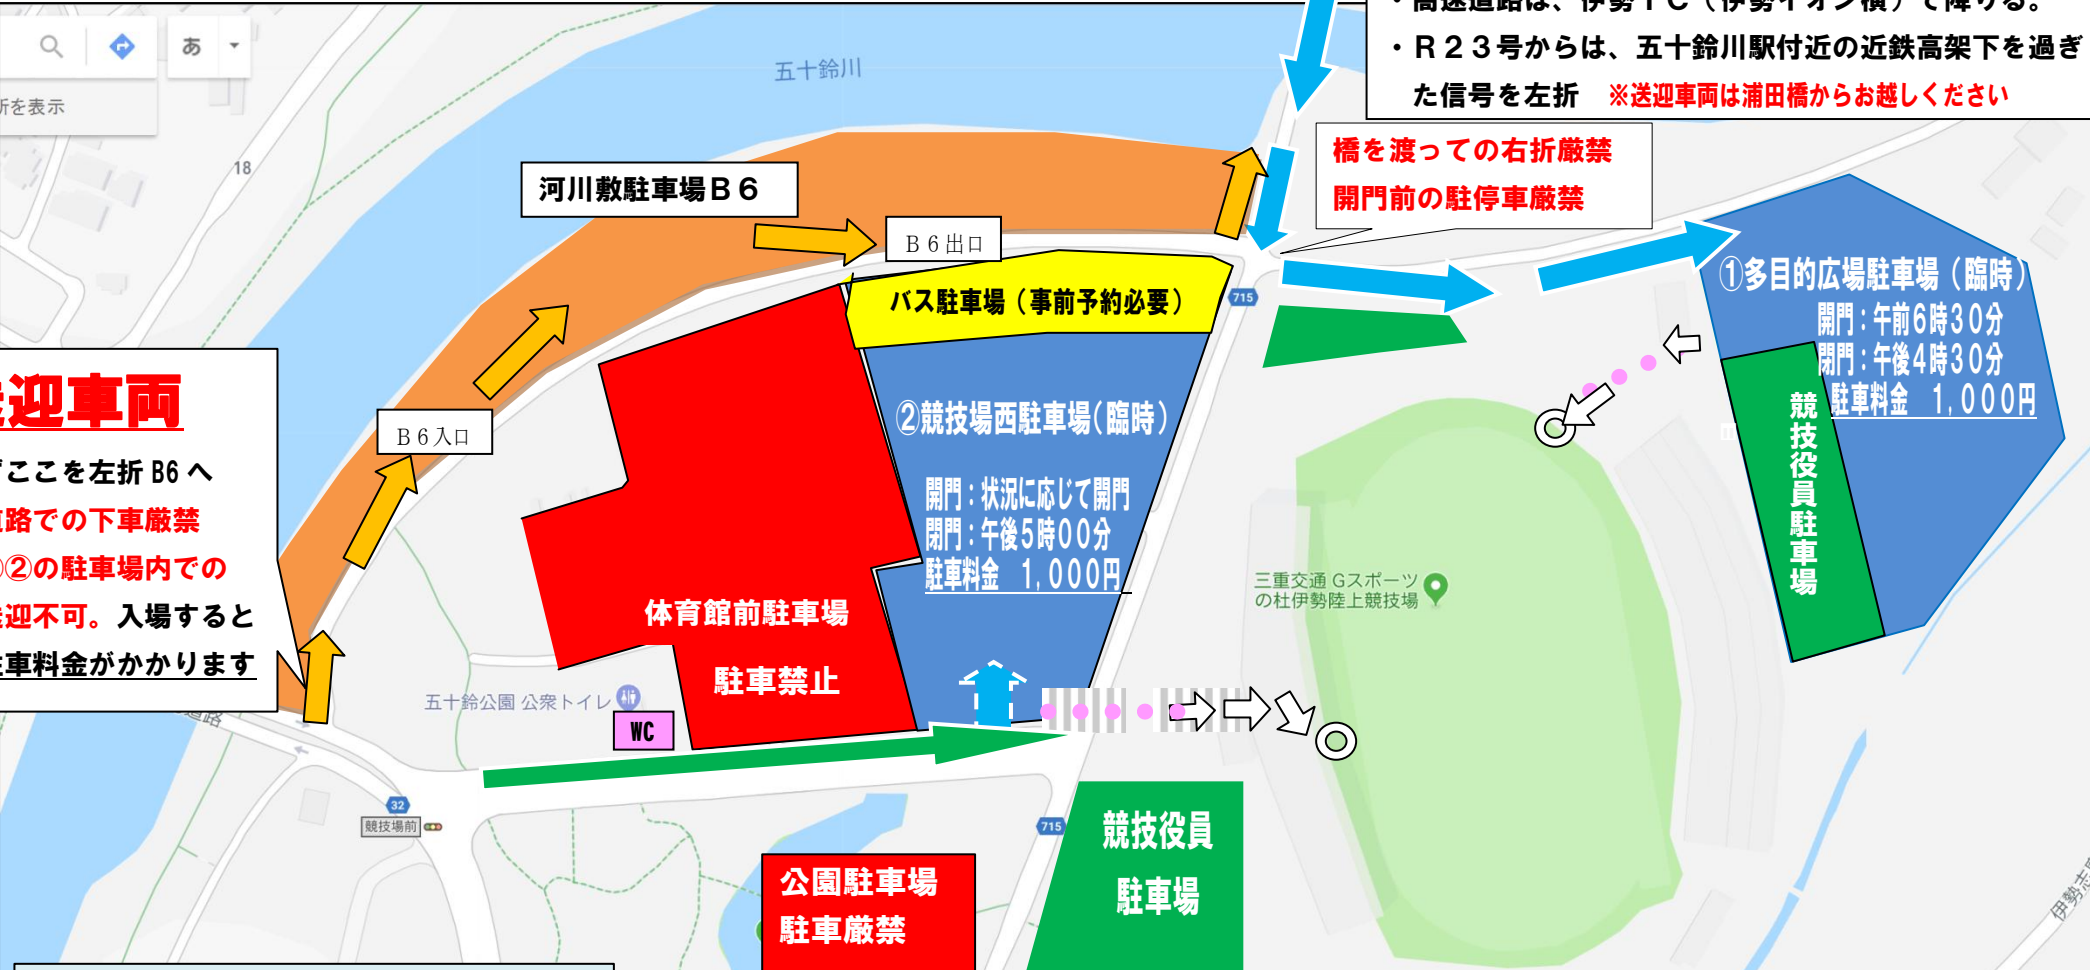 ・高速道路は、伊勢IC（伊勢イオン横）で降りる。
・R23号からは、五十鈴川駅付近の近鉄高架下を過ぎ
た信号を左折　※送迎車両は浦田橋からお越しください
あ
所を表示
五十鈴川
18
橋を渡っての右折厳禁
開門前の駐停車厳禁
河川敷駐車場B6
B6出口
バス駐車場（事前予約必要）
715
①多目的広場駐車場（臨時）
開門：午前6時30分
閉門：午後4時30分
駐車料金　1,000円
競技役員駐車場
迎車両
ここを左折 B6 へ
路での下車厳禁
②の駐車場内での
迎不可。入場すると
車料金がかかります
B6入口
②競技場西駐車場（臨時）
開門：状況に応じて開門
閉門：午後5時00分
駐車料金　1,000円
体育館前駐車場
駐車禁止
三重交通 Gスポーツ
の杜伊勢陸上競技場
五十鈴公園 公衆トイレ
WC
道路
32
競技場前
715
競技役員
駐車場
公園駐車場
駐車厳禁
伊勢志